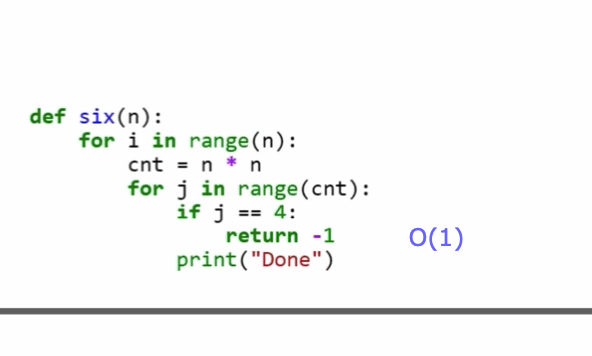 def six(n):
    for i in range(n):
        cnt = n * n
        for j in range(cnt):
            if j == 4:
                return -1
            print("Done")
O(1)